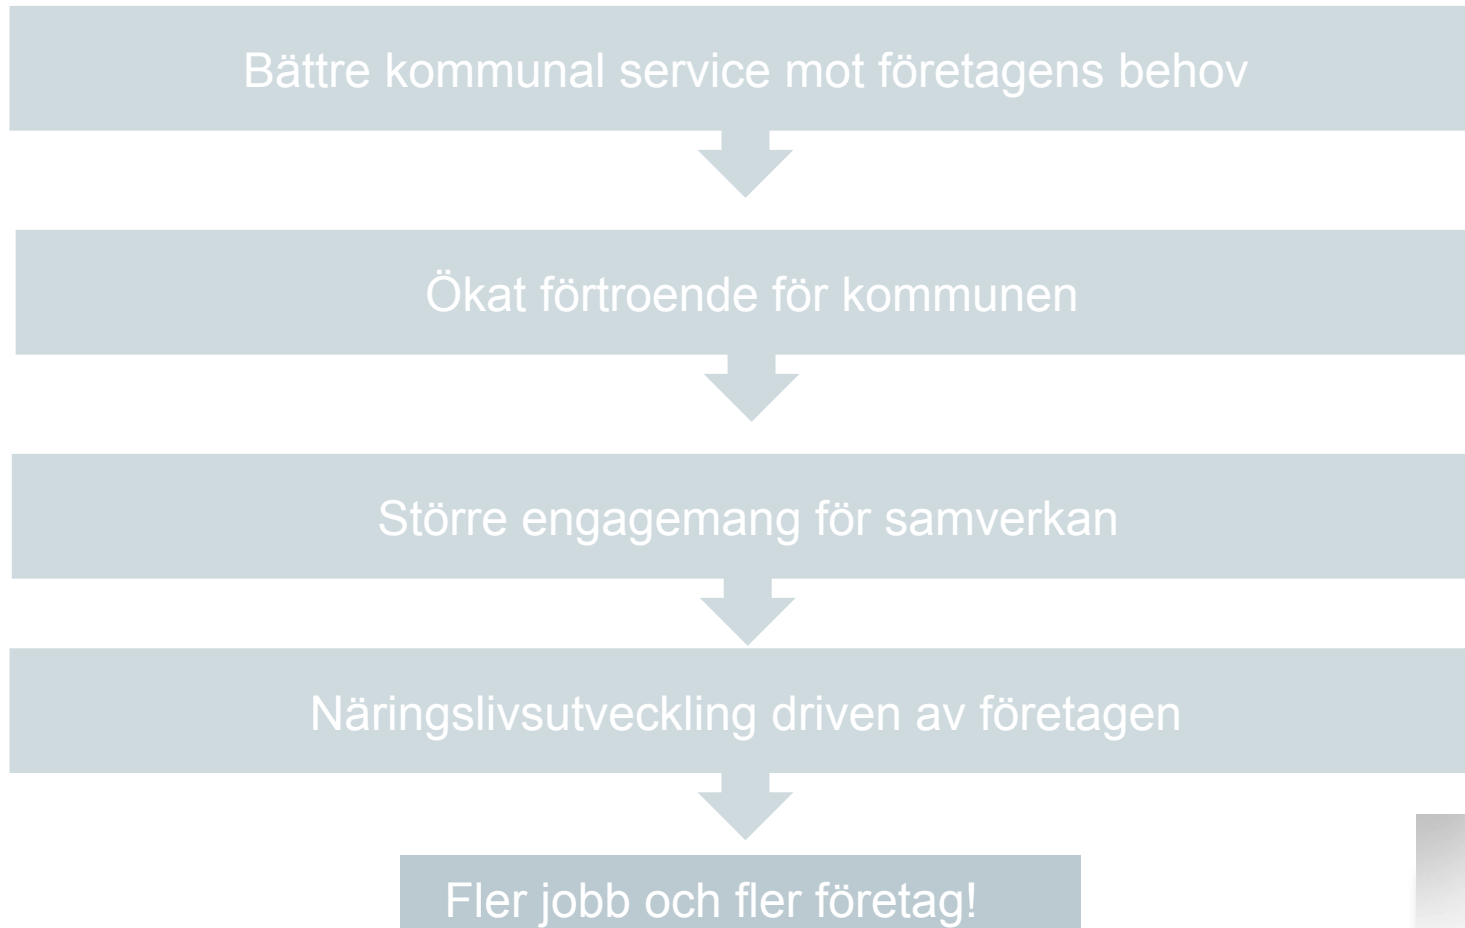 Bättre kommunal service mot företagens behov
Ökat förtroende för kommunen
Större engagemang för samverkan
Näringslivsutveckling driven av företagen
Fler jobb och fler företag!